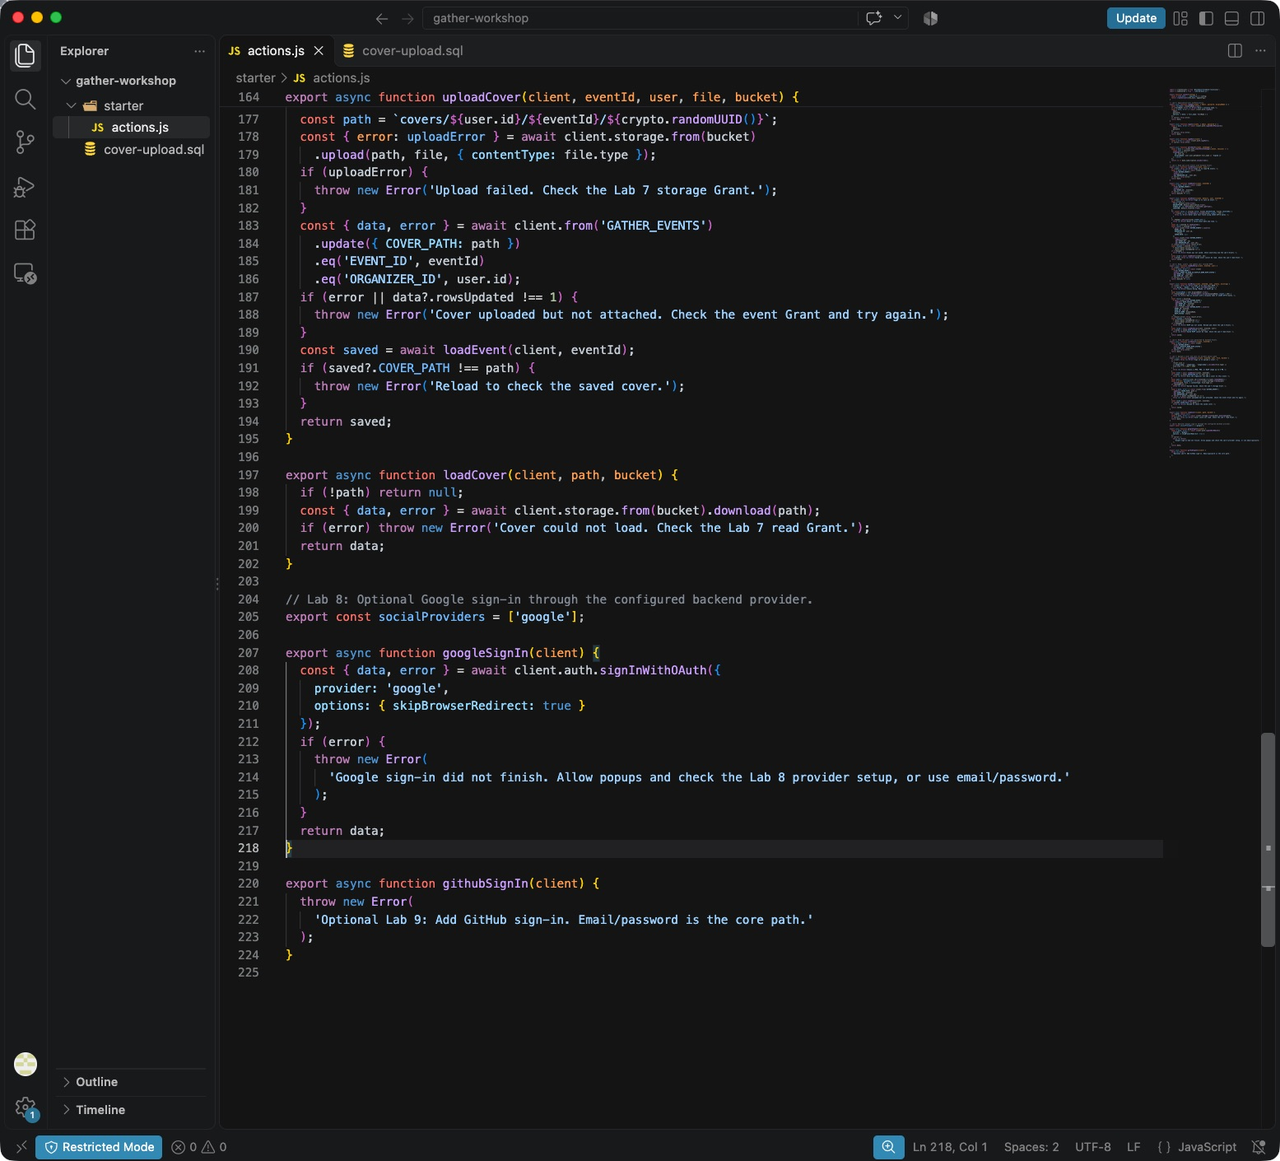 gather-workshop
Update
Explorer
gather-workshop
starter
JS actions.js
cover-upload.sql
Outline
Timeline
1
JS actions.js
cover-upload.sql
starter > JS actions.js
164 export async function uploadCover(client, eventId, user, file, bucket) {
177 const path = `covers/${user.id}/${eventId}/${crypto.randomUUID()}`;
178 const { error: uploadError } = await client.storage.from(bucket)
179 .upload(path, file, { contentType: file.type });
180 if (uploadError) {
181 throw new Error('Upload failed. Check the Lab 7 storage Grant.');
182 }
183 const { data, error } = await client.from('GATHER_EVENTS')
184 .update({ COVER_PATH: path })
185 .eq('EVENT_ID', eventId)
186 .eq('ORGANIZER_ID', user.id);
187 if (error || data?.rowsUpdated !== 1) {
188 throw new Error('Cover uploaded but not attached. Check the event Grant and try again.');
189 }
190 const saved = await loadEvent(client, eventId);
191 if (saved?.COVER_PATH !== path) {
192 throw new Error('Reload to check the saved cover.');
193 }
194 return saved;
195 }
196
197 export async function loadCover(client, path, bucket) {
198 if (!path) return null;
199 const { data, error } = await client.storage.from(bucket).download(path);
200 if (error) throw new Error('Cover could not load. Check the Lab 7 read Grant.');
201 return data;
202 }
203
204 // Lab 8: Optional Google sign-in through the configured backend provider.
205 export const socialProviders = ['google'];
206
207 export async function googleSignIn(client) {
208 const { data, error } = await client.auth.signInWithOAuth({
209 provider: 'google',
210 options: { skipBrowserRedirect: true }
211 });
212 if (error) {
213 throw new Error(
214 'Google sign-in did not finish. Allow popups and check the Lab 8 provider setup, or use email/password.'
215 );
216 }
217 return data;
218 }
219
220 export async function githubSignIn(client) {
221 throw new Error(
222 'Optional Lab 9: Add GitHub sign-in. Email/password is the core path.'
223 );
224 }
225
Restricted Mode 0 0 Ln 218, Col 1 Spaces: 2 UTF-8 LF { } JavaScript